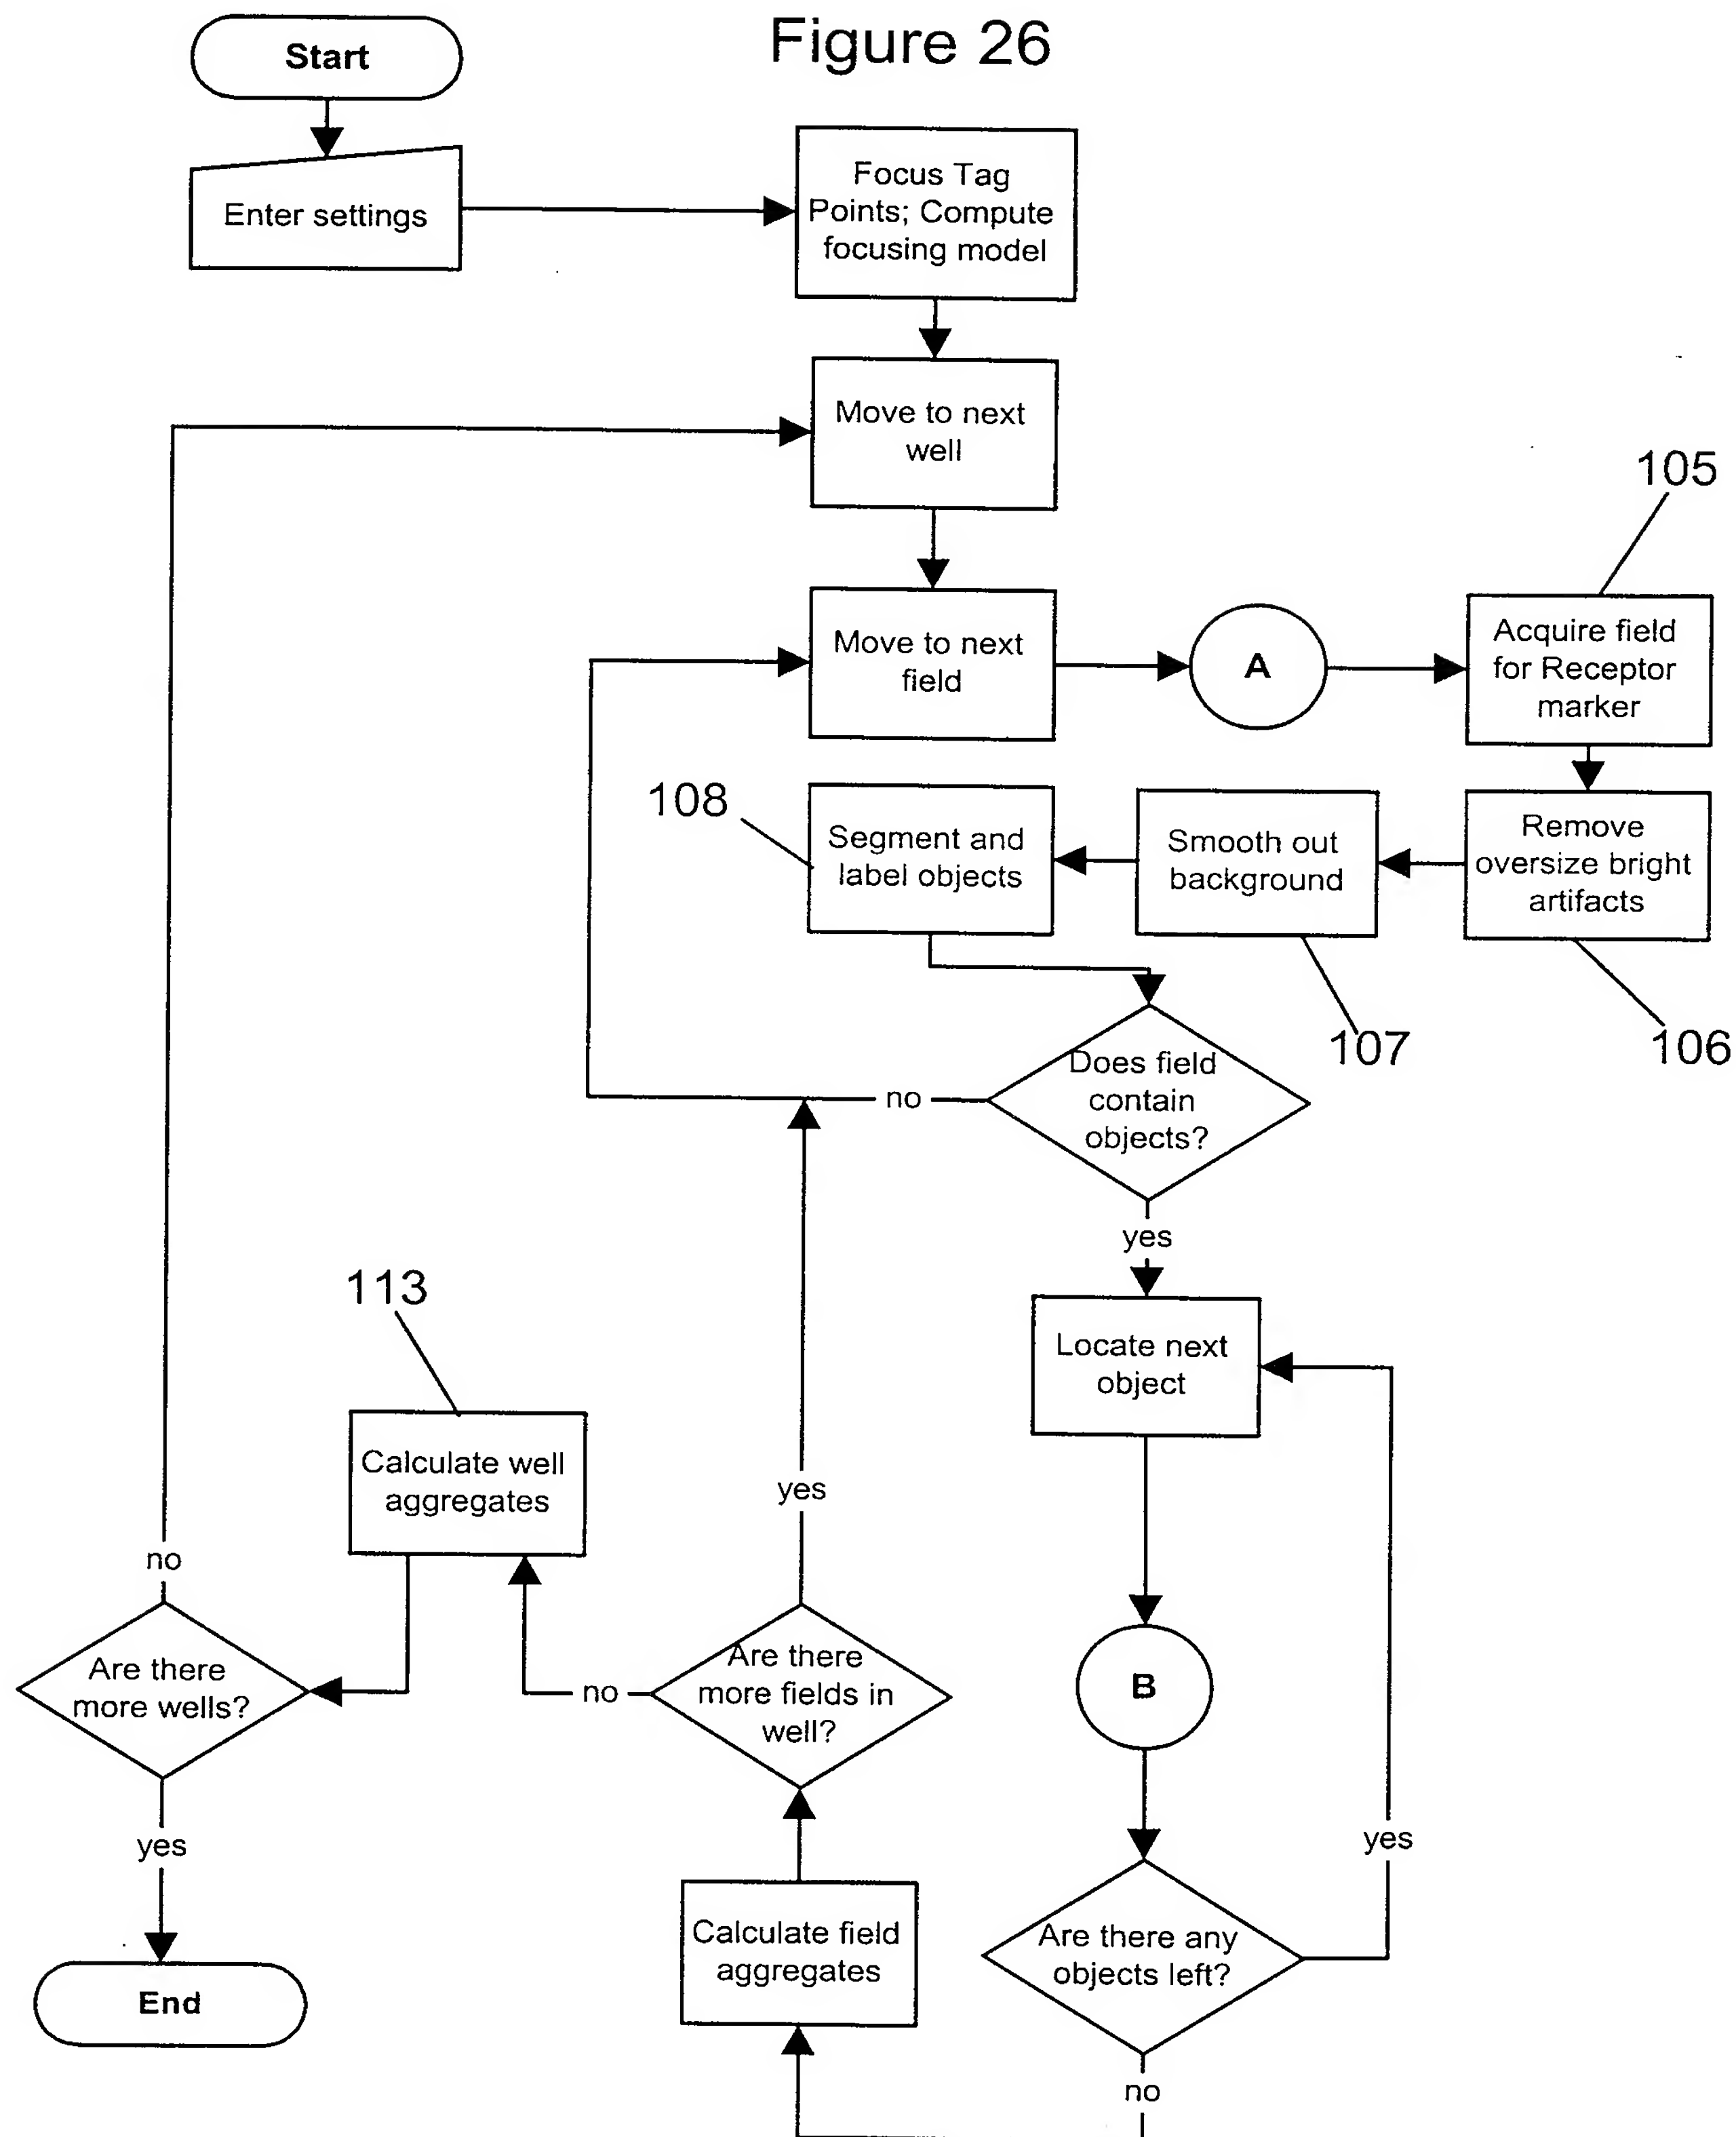 Figure 26
Start
Enter settings
Focus Tag
Points; Compute
focusing model
Move to next
well
105
Move to next
field
A
Acquire field
for Receptor
marker
108
Segment and
label objects
Smooth out
background
Remove
oversize bright
artifacts
107
106
Does field
contain
objects?
no
yes
113
Locate next
object
Calculate well
aggregates
yes
no
Are there
more wells?
no
Are there
more fields in
well?
B
yes
yes
Calculate field
aggregates
Are there any
objects left?
End
no